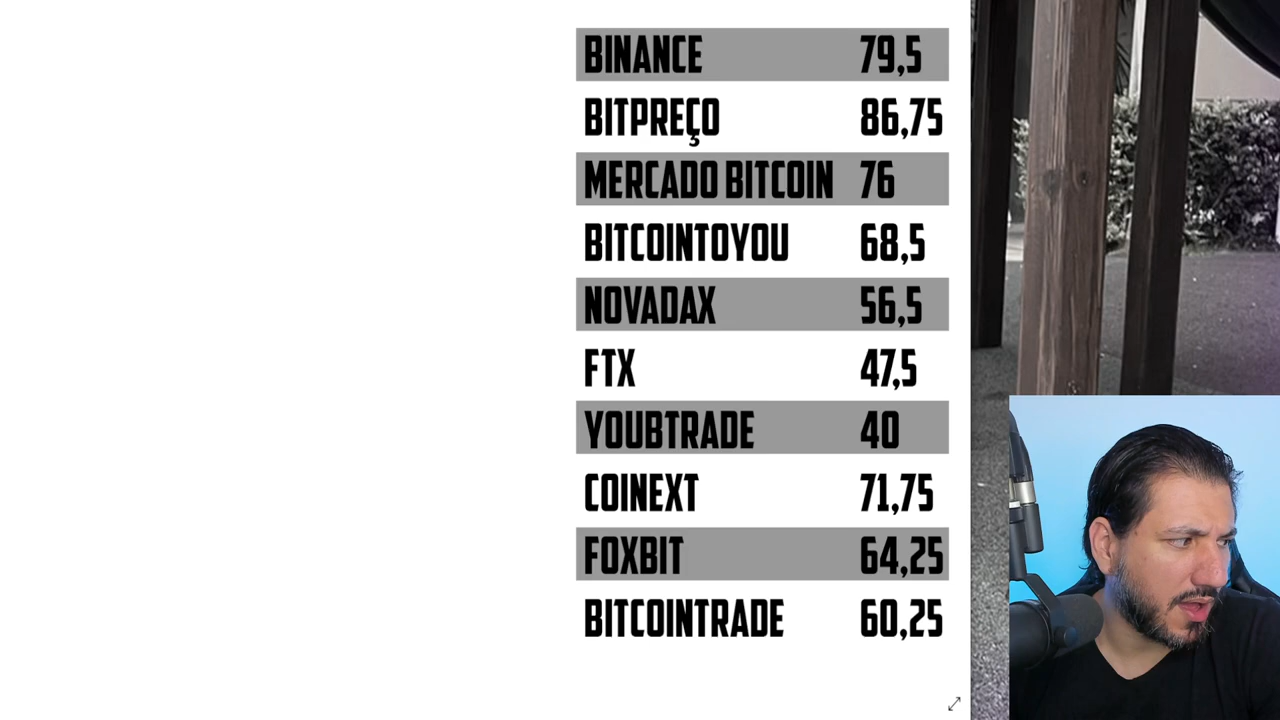 BINANCE 79,5
BITPREÇO 86,75
MERCADO BITCOIN 76
BITCOINTOYOU 68,5
NOVADAX 56,5
FTX 47,5
YOUBTRADE 40
COINEXT 71,75
FOXBIT 64,25
BITCOINTRADE 60,25